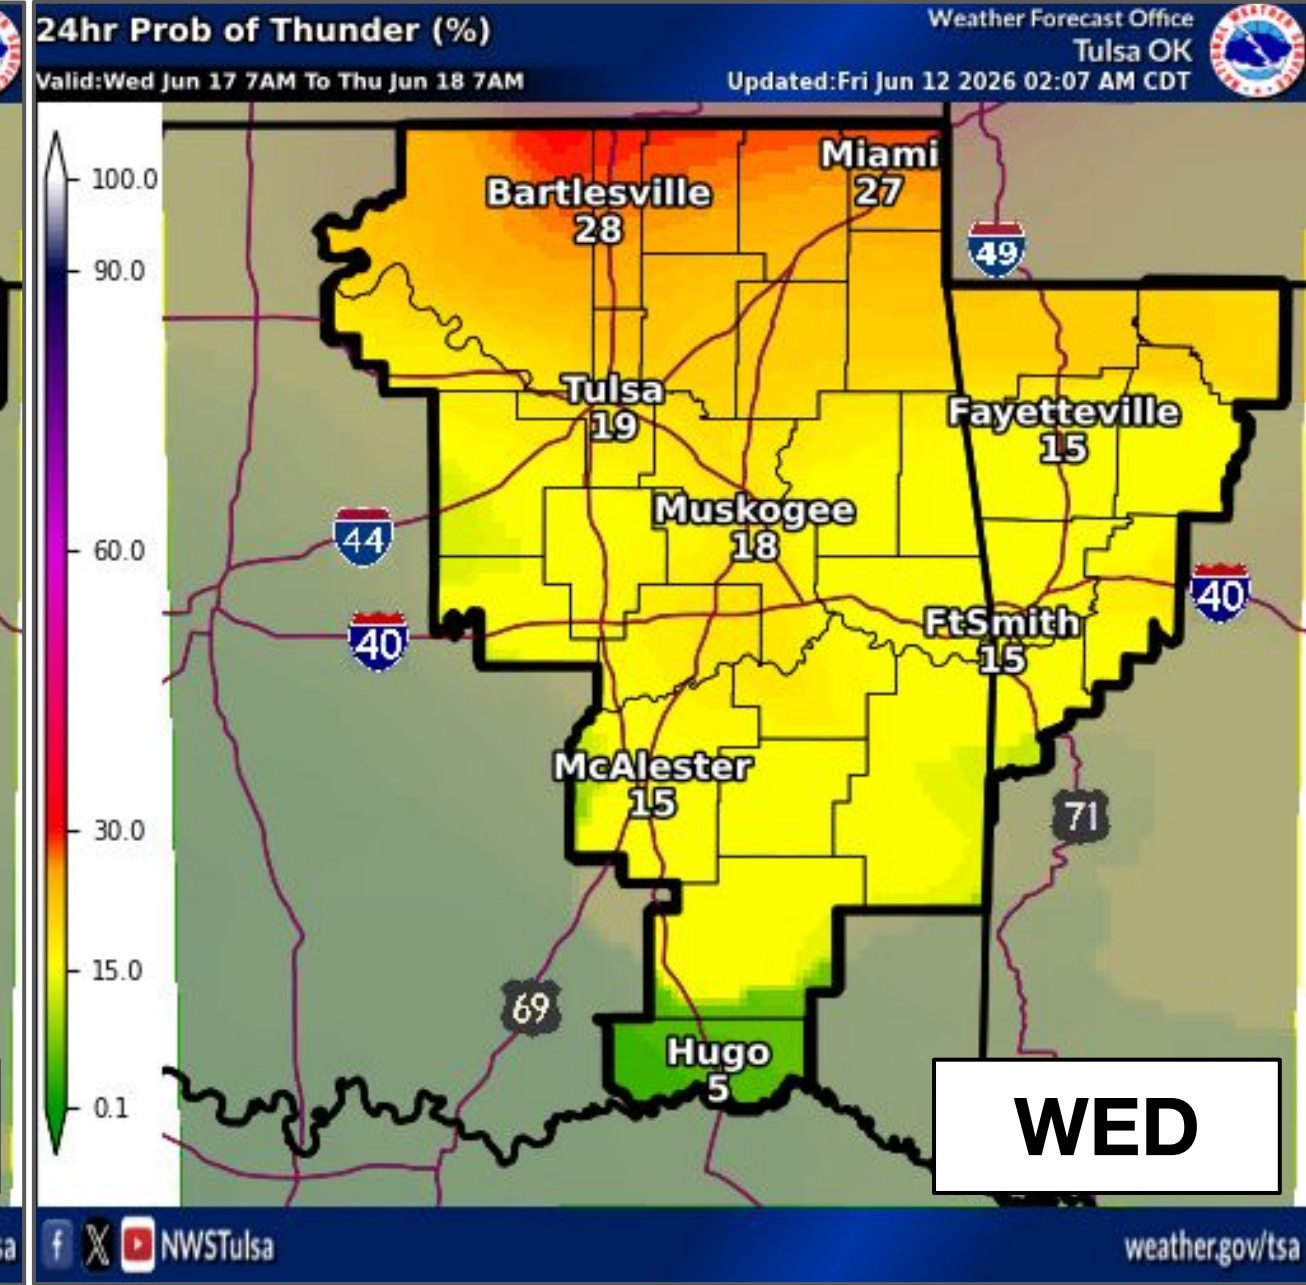 24hr Prob of Thunder (%)
Weather Forecast Office
Tulsa OK
Valid:Wed Jun 17 7AM To Thu Jun 18 7AM
Updated:Fri Jun 12 2026 02:07 AM CDT
100.0
90.0
60.0
30.0
15.0
0.1
Miami
27
Bartlesville
28
49
Tulsa
19
Fayetteville
15
Muskogee
18
44
40
40
FtSmith
15
McAlester
15
71
69
Hugo
5
WED
sa
NWSTulsa
weather.gov/tsa